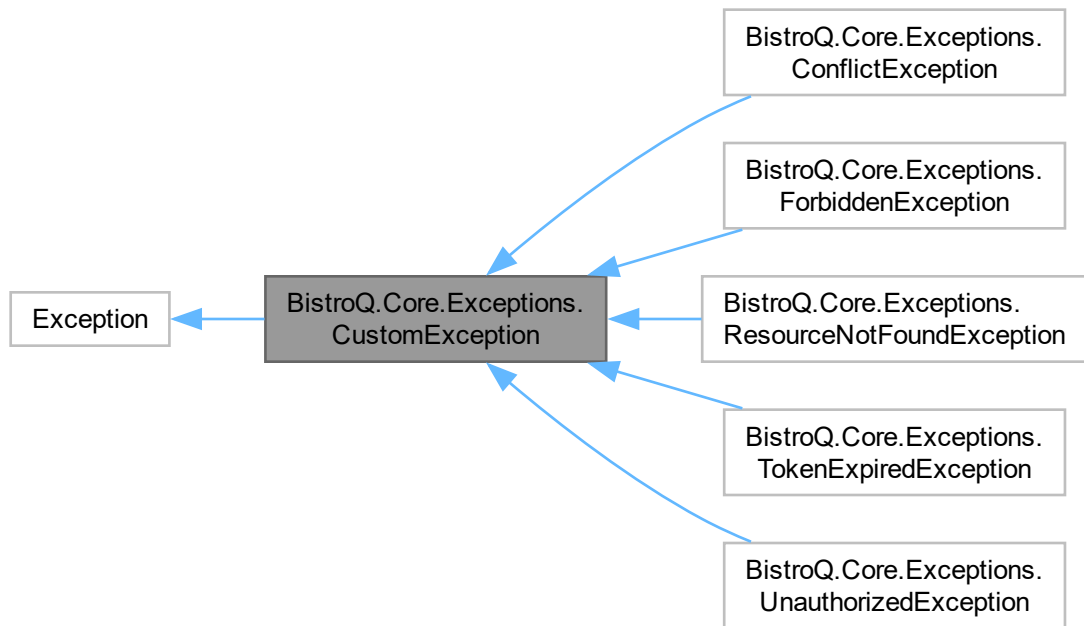 BistroQ.Core.Exceptions.
ConflictException
BistroQ.Core.Exceptions.
ForbiddenException
Exception
BistroQ.Core.Exceptions.
CustomException
BistroQ.Core.Exceptions.
ResourceNotFoundException
BistroQ.Core.Exceptions.
TokenExpiredException
BistroQ.Core.Exceptions.
UnauthorizedException